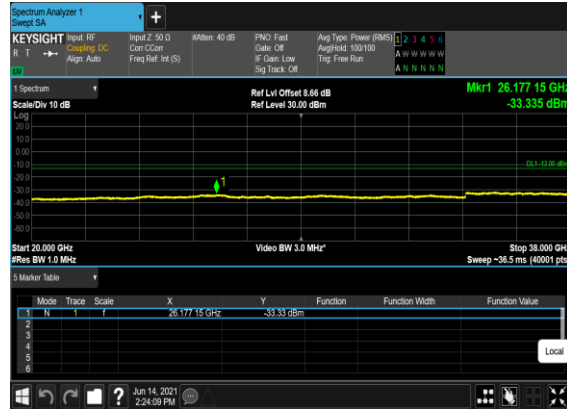 Spectrum Analyzer 1
Swept SA
+
KEYSIGHT Input: RF Input Z: 50 Ω #Atten: 40 dB PNO: Fast Avg Type: Power (RMS) 1 2 3 4 5 6
R T Coupling: DC Corr CCorr Gate: Off Avg|Hold: 100/100 A W W W W W
Align: Auto Freq Ref: Int (S) IF Gain: Low Trig: Free Run
Sig Track: Off A N N N N N
1 Spectrum Ref Lvl Offset 8.66 dB Mkr1 26.177 15 GHz
Scale/Div 10 dB Ref Level 30.00 dBm -33.335 dBm
Log
20.0
10.0
0.00
-10.0 DL1 -13.00 dBm
-20.0
1
-30.0
-40.0
-50.0
-60.0
Start 20.000 GHz Video BW 3.0 MHz* Stop 38.000 GHz
#Res BW 1.0 MHz Sweep ~36.5 ms (40001 pts)
5 Marker Table
Mode Trace Scale X Y Function Function Width Function Value
1 N 1 f 26.177 15 GHz -33.33 dBm
2
3
4
5
6
Local
? Jun 14, 2021
2:24:09 PM